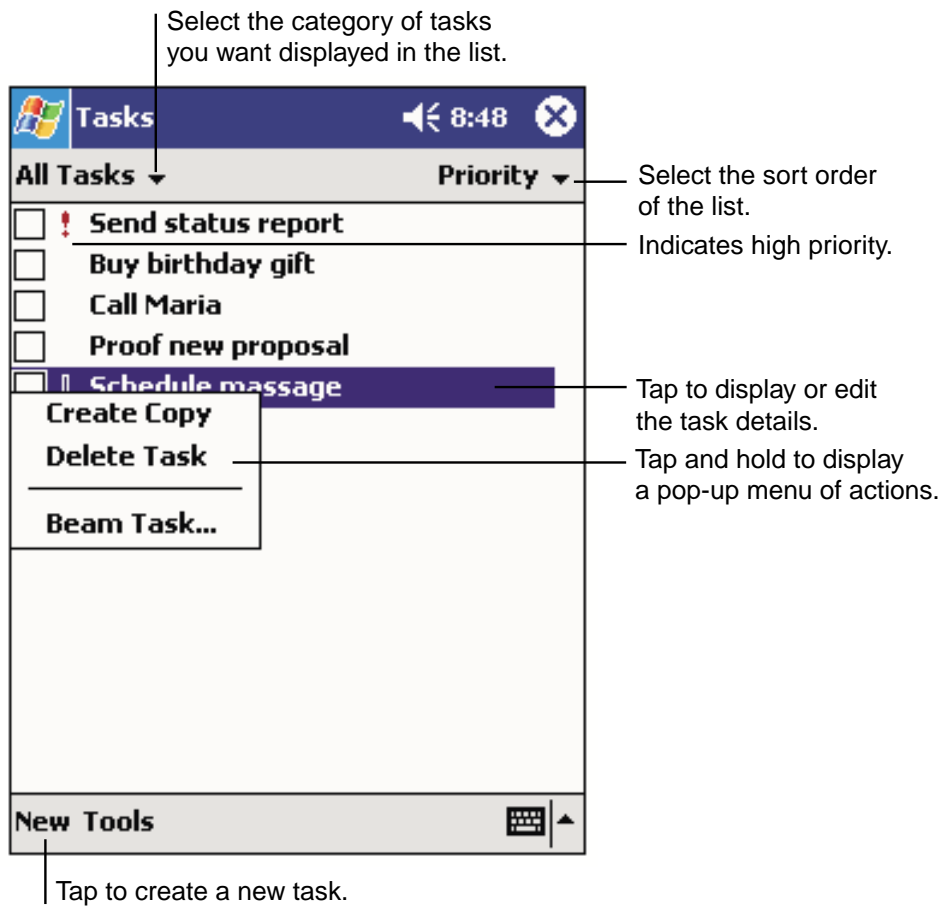 Select the category of tasks
you want displayed in the list.
Tasks 8:48
All Tasks Priority
Select the sort order
of the list.
! Send status report
Indicates high priority.
Buy birthday gift
Call Maria
Proof new proposal
Schedule massage
Tap to display or edit
the task details.
Create Copy
Delete Task
Tap and hold to display
a pop-up menu of actions.
Beam Task...
New Tools
Tap to create a new task.